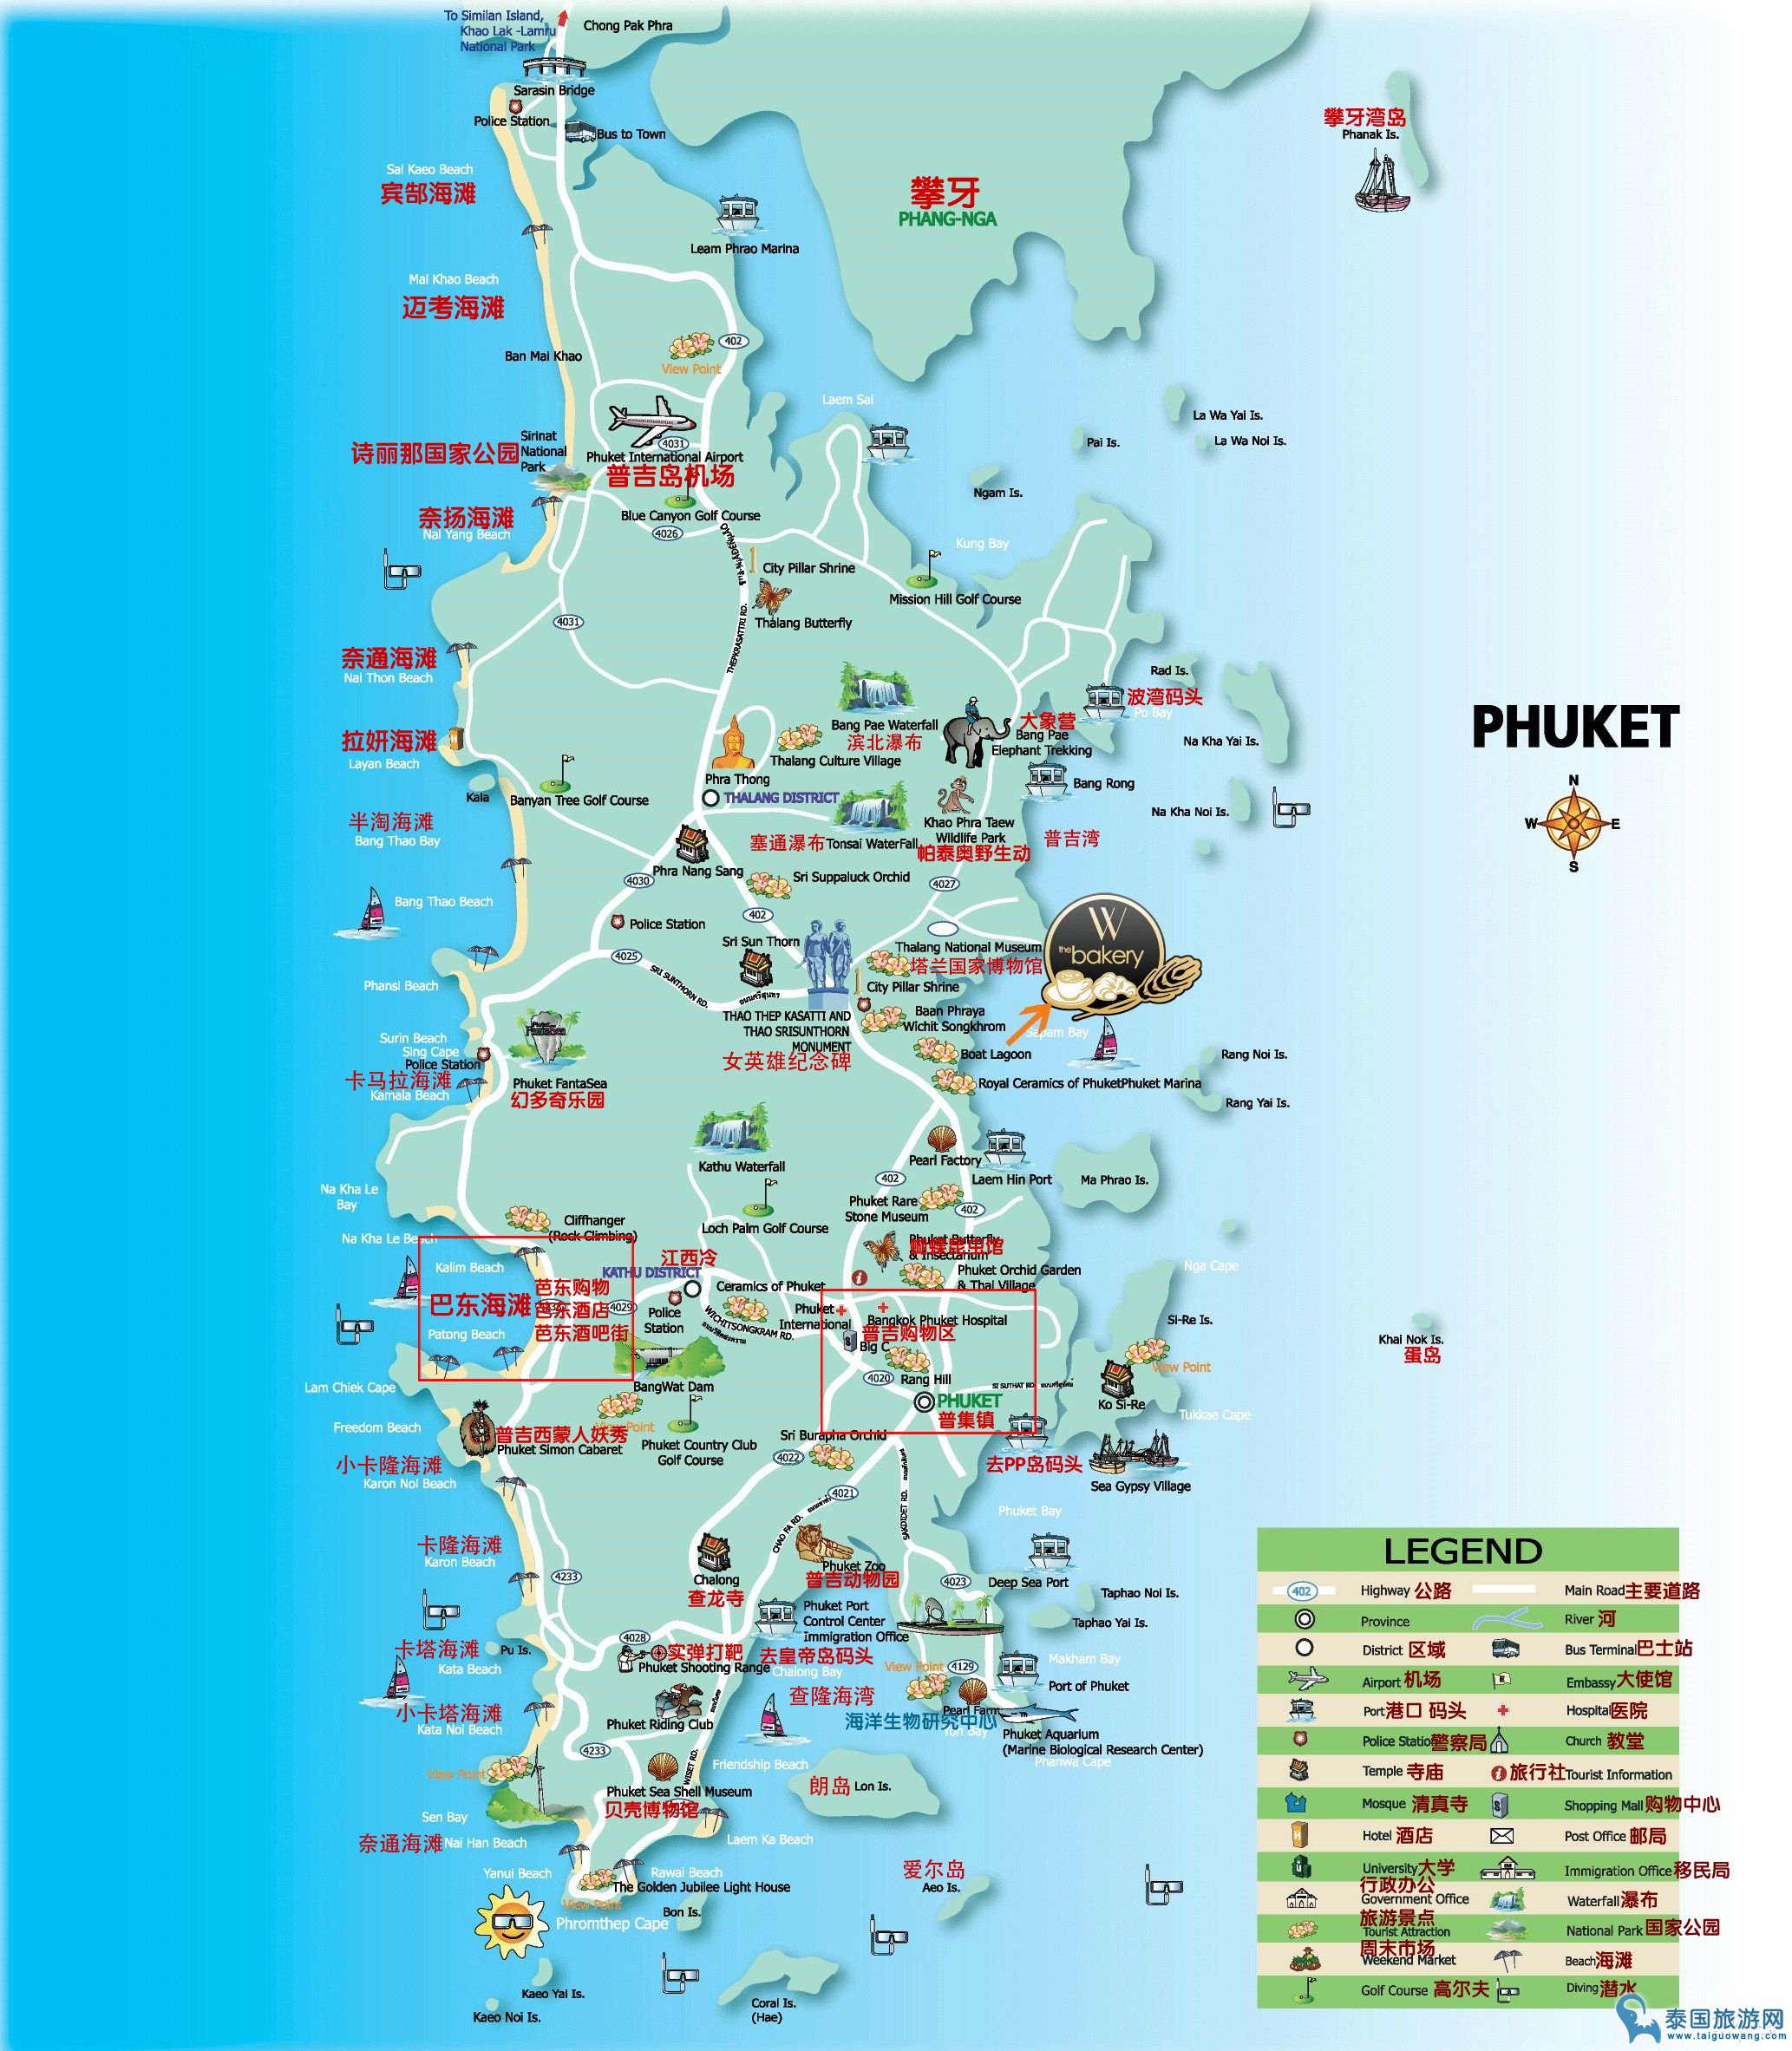 To Similan Island,
Khao Lak -Lamru
National Park
Chong Pak Phra
Sarasin Bridge
Police Station
Bus to Town
攀牙湾岛
Phanak Is.
Sai Kaeo Beach
宾郜海滩
攀牙
PHANG-NGA
Leam Phrao Marina
Mai Khao Beach
迈考海滩
402
Ban Mai Khao
View Point
Laem Sai
La Wa Yai Is.
La Wa Noi Is.
Pai Is.
Ngam Is.
诗丽那国家公园
Sirinat
National
Park
4031
Phuket International Airport
普吉岛机场
Blue Canyon Golf Course
4026
奈扬海滩
Nai Yang Beach
Kung Bay
City Pillar Shrine
Mission Hill Golf Course
Thalang Butterfly
4031
THEPKRASATTRI RD.
奈通海滩
Nai Thon Beach
Rad Is.
波湾码头
Po Bay
Na Kha Yai Is.
PHUKET
Bang Pae Waterfall
滨北瀑布
大象营
Bang Pae
Elephant Trekking
拉妍海滩
Layan Beach
Thalang Culture Village
Phra Thong
THALANG DISTRICT
Bang Rong
N
W
E
S
Kala
Banyan Tree Golf Course
Khao Phra Taew
Wildlife Park
帕泰奥野生动
普吉湾
Na Kha Noi Is.
半淘海滩
Bang Thao Bay
塞通瀑布
Tonsai WaterFall
Phra Nang Sang
4030
Sri Suppaluck Orchid
4027
Bang Thao Beach
402
Police Station
Sri Sun Thorn
W
the
bakery
Thalang National Museum
塔兰国家博物馆
4025
SRI SUNTHORN RD.
ถนนศรีสุนทร
City Pillar Shrine
Phansi Beach
THAO THEP KASATTI AND
THAO SRISUNTHORN
MONUMENT
女英雄纪念碑
Baan Phraya
Wichit Songkhrom
Sapam Bay
Boat Lagoon
Rang Noi Is.
Surin Beach
Sing Cape
Police Station
卡马拉海滩
Kamala Beach
Phuket FantaSea
幻多奇乐园
Royal Ceramics of Phuket
Phuket Marina
Rang Yai Is.
Kathu Waterfall
Pearl Factory
Laem Hin Port
Ma Phrao Is.
402
Na Kha Le
Bay
Phuket Rare
Stone Museum
402
Cliffhanger
(Rock Climbing)
Loch Palm Golf Course
Na Kha Le Beach
Phuket Butterfly
& Insectarium
蝴蝶昆虫馆
江西冷
KATHU DISTRICT
Kalim Beach
Phuket Orchid Garden
& Thai Village
Nga Cape
芭东购物
巴东海滩
芭东酒店
4029
芭东酒吧街
Patong Beach
Ceramics of Phuket
Police
Station
WICHITSONGKRAM RD.
Phuket
International
Bangkok Phuket Hospital
普吉购物区
Big C
Si-Re Is.
Khai Nok Is.
蛋岛
View Point
Lam Chiek Cape
BangWat Dam
4020
Rang Hill
SI SUTHAT RD.
PHUKET
普集镇
Ko Si-Re
Tukkae Cape
Freedom Beach
View Point
普吉西蒙人妖秀
Phuket Simon Cabaret
Phuket Country Club
Golf Course
Sri Burapha Orchid
4022
去PP岛码头
Sea Gypsy Village
小卡隆海滩
Karon Noi Beach
4021
CHAO FA RD.
SAKDIDET RD.
Phuket Bay
卡隆海滩
Karon Beach
4233
Chalong
查龙寺
Phuket Zoo
普吉动物园
4023
Deep Sea Port
Taphao Noi Is.
Taphao Yai Is.
Phuket Port
Control Center
Immigration Office
卡塔海滩
Kata Beach
Pu Is.
4028
实弹打靶
Phuket Shooting Range
去皇帝岛码头
Chalong Bay
View Point
4129
Makham Bay
Port of Phuket
查隆海湾
Pearl Farm
海洋生物研究中心
Yon Bay
Phuket Aquarium
(Marine Biological Research Center)
Phanwa Cape
小卡塔海滩
Kata Noi Beach
Phuket Riding Club
4233
WISET RD.
Friendship Beach
View Point
Phuket Sea Shell Museum
贝壳博物馆
朗岛
Lon Is.
Sen Bay
奈通海滩
Nai Han Beach
Laem Ka Beach
Yanui Beach
Rawai Beach
The Golden Jubilee Light House
View Point
Phromthep Cape
Bon Is.
爱尔岛
Aeo Is.
Kaeo Yai Is.
Kaeo Noi Is.
Coral Is.
(Hae)
LEGEND
402
Highway 公路
Main Road主要道路
Province
River 河
District 区域
Bus Terminal巴士站
Airport 机场
Embassy大使馆
Port港口 码头
Hospital医院
Police Statio警察局
Church 教堂
Temple 寺庙
旅行社Tourist Information
Mosque 清真寺
Shopping Mall购物中心
Hotel 酒店
Post Office 邮局
University大学
Immigration Office移民局
行政办公
Government Office
Waterfall瀑布
旅游景点
Tourist Attraction
National Park国家公园
周末市场
Weekend Market
Beach海滩
Golf Course 高尔夫
Diving潜水
泰国旅游网
www.taiguowang.com